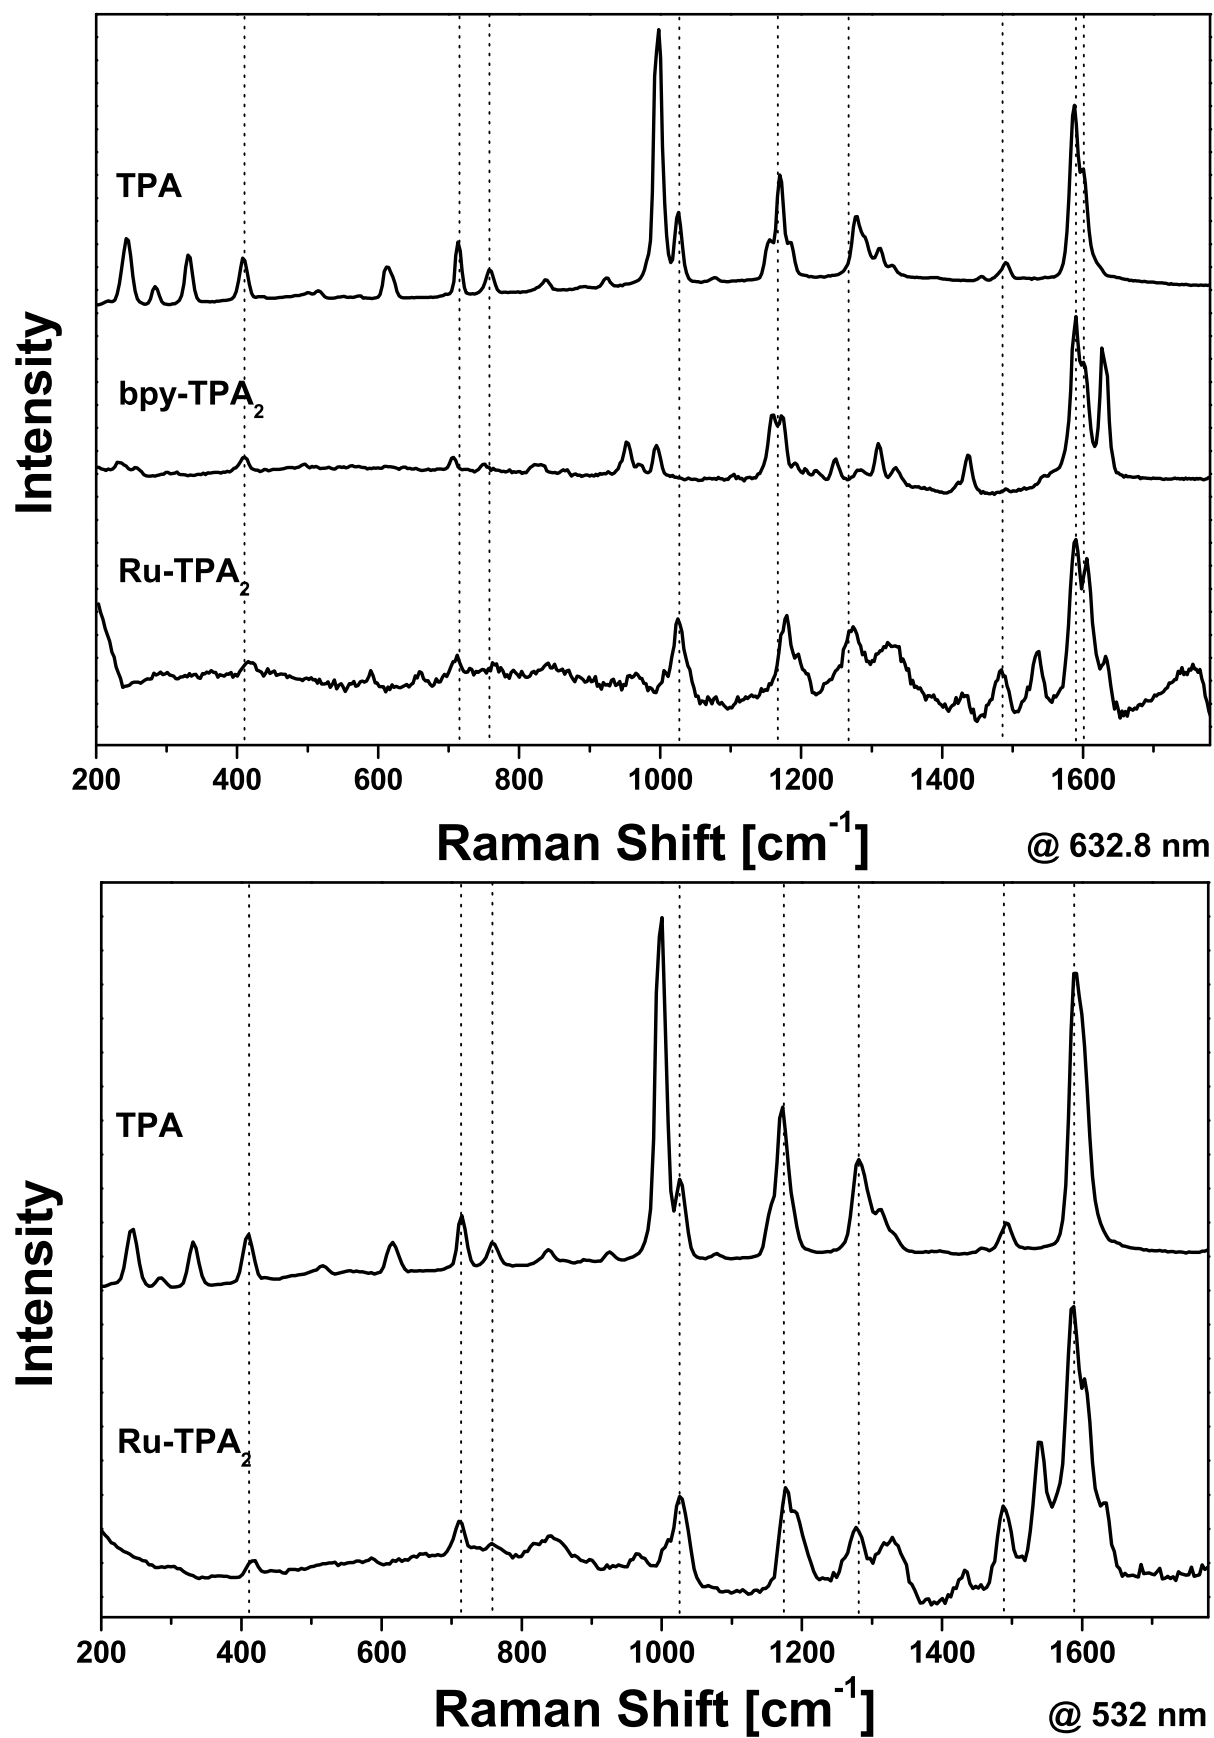 TPA
bpy-TPA2
Ru-TPA2
Intensity
200 400 600 800 1000 1200 1400 1600
Raman Shift [cm-1]
@ 632.8 nm
TPA
Ru-TPA2
Intensity
200 400 600 800 1000 1200 1400 1600
Raman Shift [cm-1]
@ 532 nm